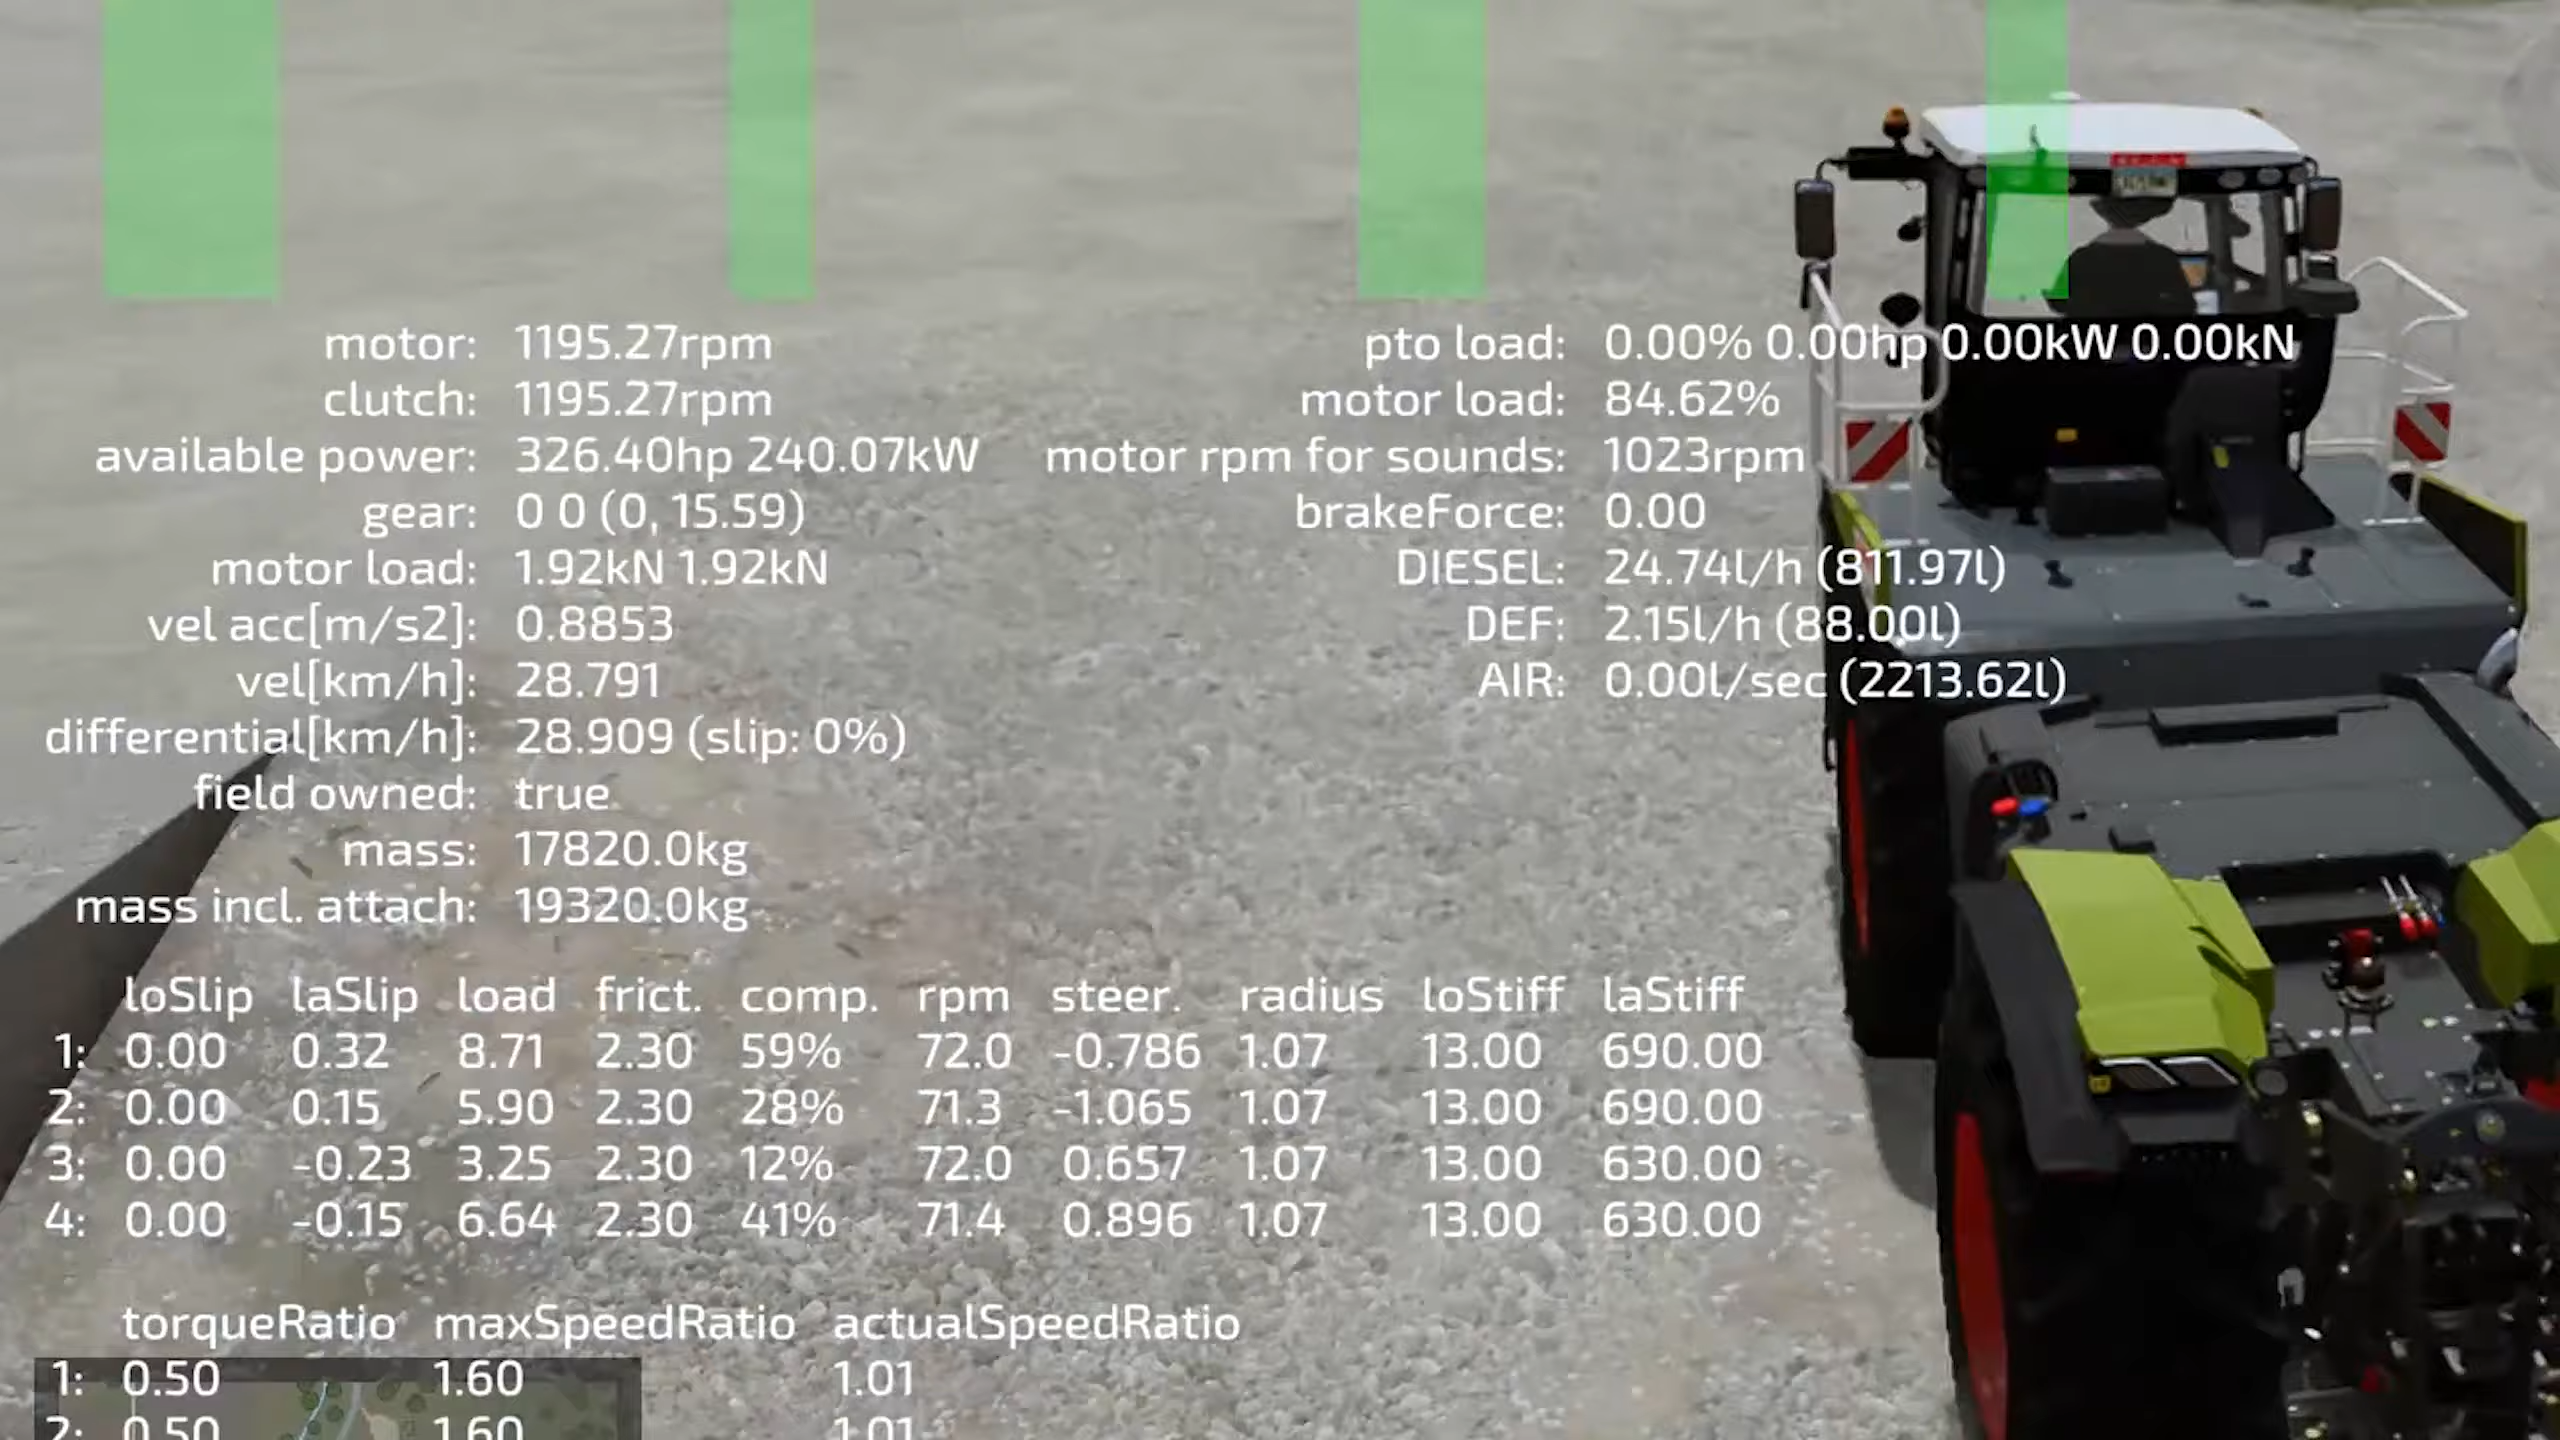 motor: 1195.27rpm
clutch: 1195.27rpm
available power: 326.40hp 240.07kW
gear: 0 0 (0, 15.59)
motor load: 1.92kN 1.92kN
vel acc[m/s2]: 0.8853
vel[km/h]: 28.791
differential[km/h]: 28.909 (slip: 0%)
field owned: true
mass: 17820.0kg
mass incl. attach: 19320.0kg
pto load: 0.00% 0.00hp 0.00kW 0.00kN
motor load: 84.62%
motor rpm for sounds: 1023rpm
brakeForce: 0.00
DIESEL: 24.74l/h (811.97l)
DEF: 2.15l/h (88.00l)
AIR: 0.00l/sec (2213.62l)
loSlip laSlip load frict. comp. rpm steer. radius loStiff laStiff
1: 0.00 0.32 8.71 2.30 59% 72.0 -0.786 1.07 13.00 690.00
2: 0.00 0.15 5.90 2.30 28% 71.3 -1.065 1.07 13.00 690.00
3: 0.00 -0.23 3.25 2.30 12% 72.0 0.657 1.07 13.00 630.00
4: 0.00 -0.15 6.64 2.30 41% 71.4 0.896 1.07 13.00 630.00
torqueRatio maxSpeedRatio actualSpeedRatio
1: 0.50 1.60 1.01
2: 0.50 1.60 1.01